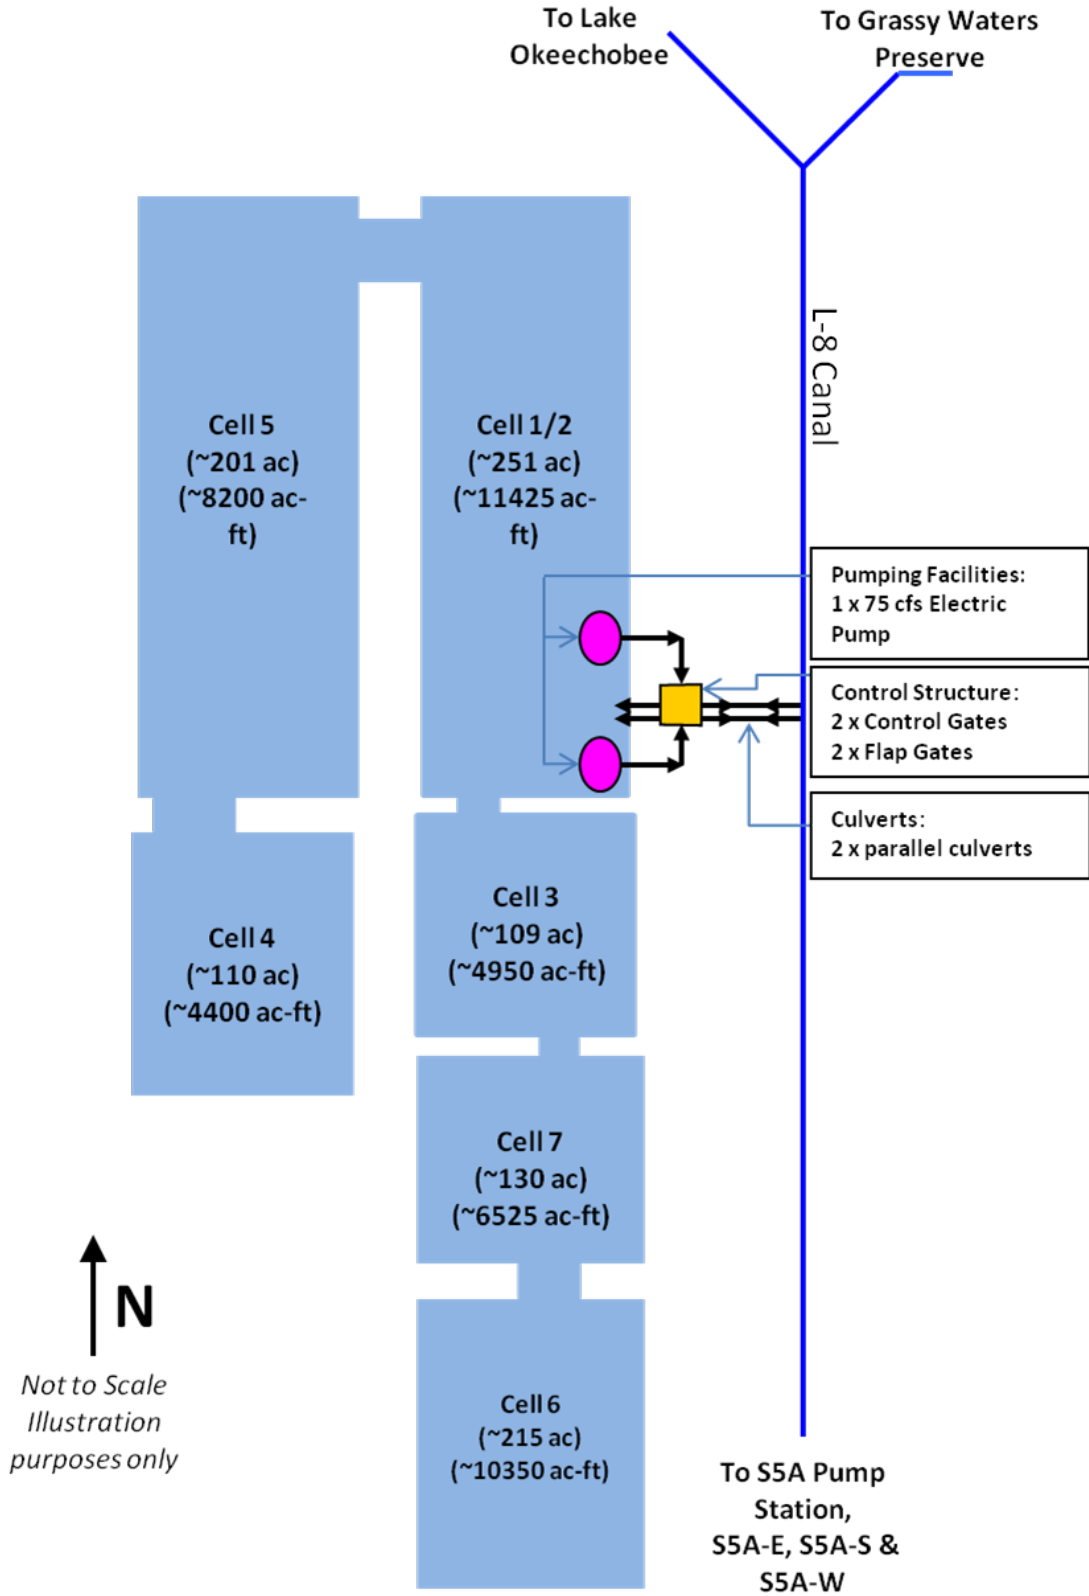 To Lake
Okeechobee
To Grassy Waters
Preserve
L-8 Canal
Cell 5
(~201 ac)
(~8200 ac-
ft)
Cell 1/2
(~251 ac)
(~11425 ac-
ft)
Pumping Facilities:
1 x 75 cfs Electric
Pump
Control Structure:
2 x Control Gates
2 x Flap Gates
Culverts:
2 x parallel culverts
Cell 4
(~110 ac)
(~4400 ac-ft)
Cell 3
(~109 ac)
(~4950 ac-ft)
Cell 7
(~130 ac)
(~6525 ac-ft)
Cell 6
(~215 ac)
(~10350 ac-ft)
N
Not to Scale
Illustration
purposes only
To S5A Pump
Station,
S5A-E, S5A-S &
S5A-W